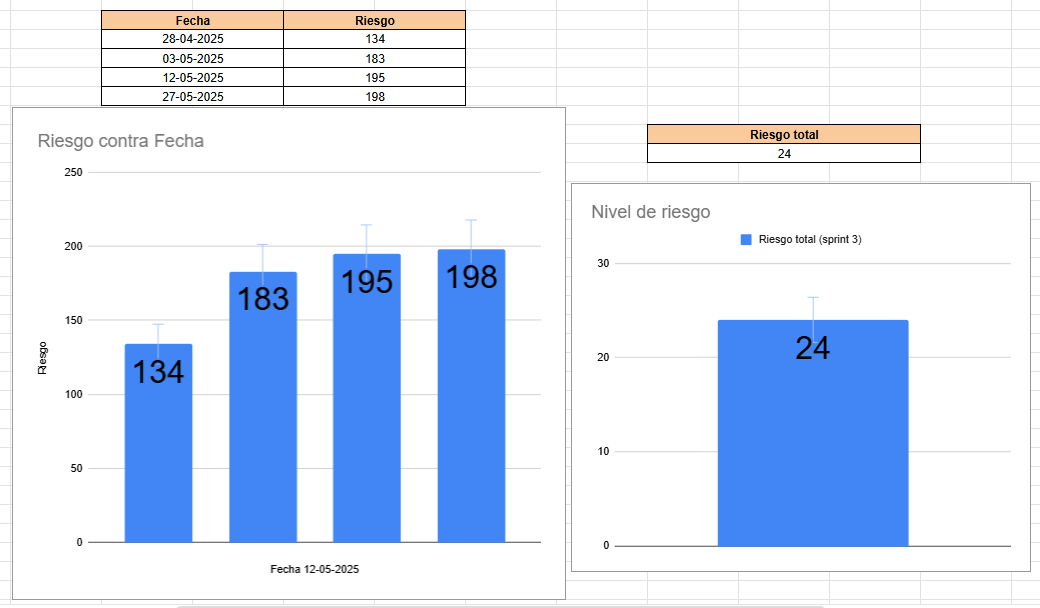 Fecha Riesgo
28-04-2025 134
03-05-2025 183
12-05-2025 195
27-05-2025 198
Riesgo contra Fecha
250
200
150
100
50
0
Riesgo
134
183
195
198
Fecha 12-05-2025
Riesgo total
24
Nivel de riesgo
Riesgo total (sprint 3)
30
20
10
0
24